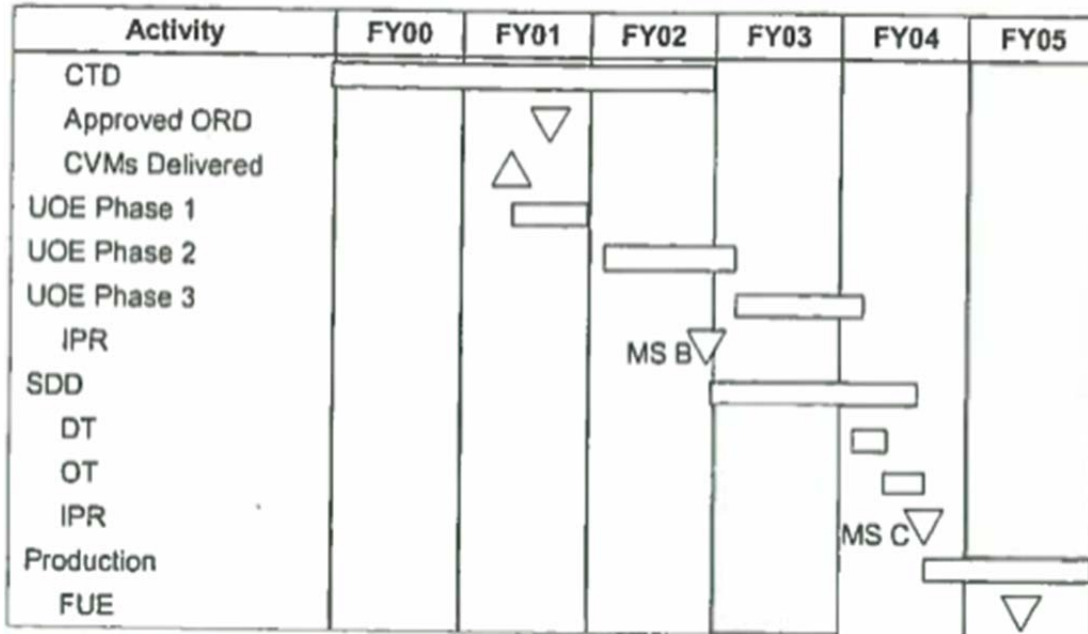 Activity FY00 FY01 FY02 FY03 FY04 FY05
CTD
Approved ORD
CVMs Delivered
UOE Phase 1
UOE Phase 2
UOE Phase 3
IPR MS B
SDD
DT
OT
IPR MS C
Production
FUE